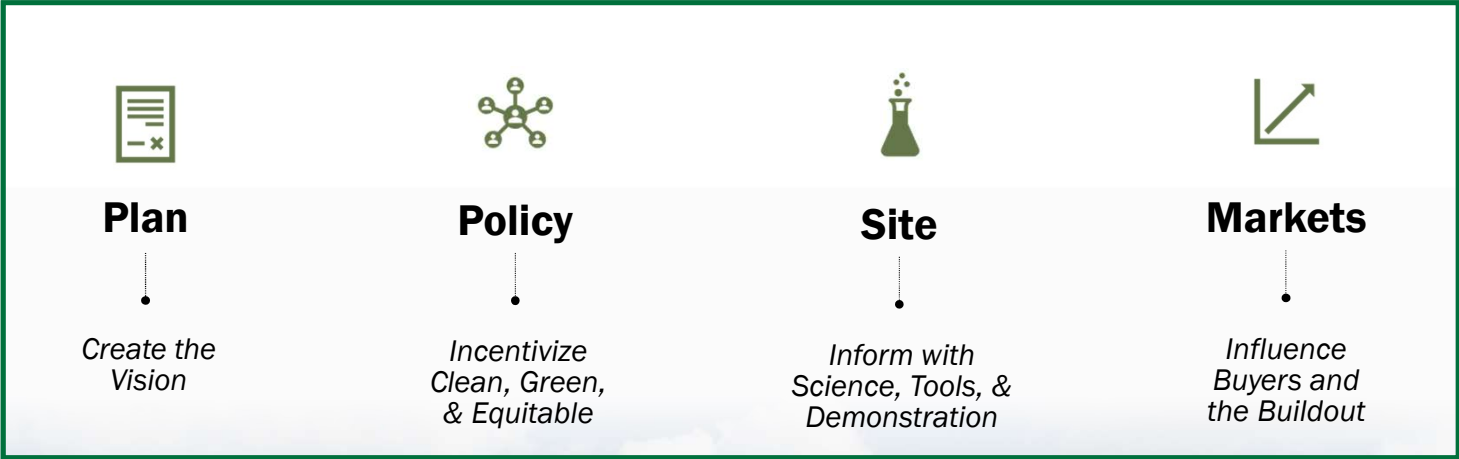 Plan
Create the
Vision
Policy
Incentivize
Clean, Green,
& Equitable
Site
Inform with
Science, Tools, &
Demonstration
Markets
Influence
Buyers and
the Buildout